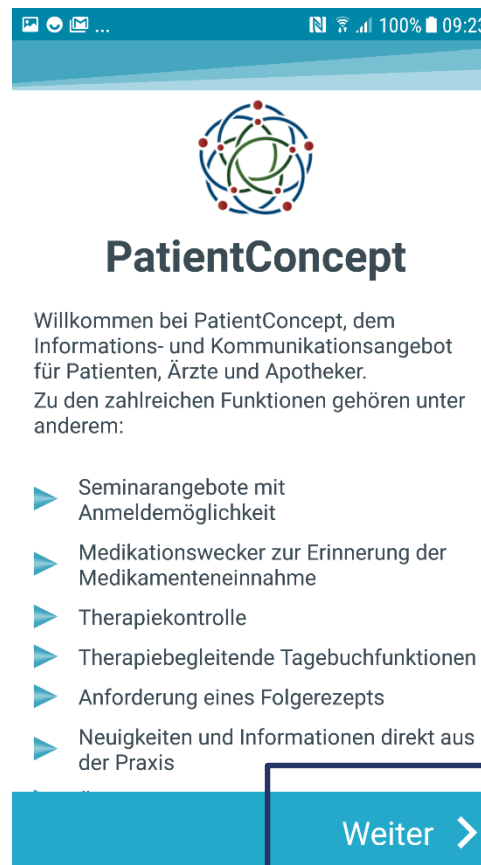 ... 100% 09:23
PatientConcept
Willkommen bei PatientConcept, dem
Informations- und Kommunikationsangebot
für Patienten, Ärzte und Apotheker.
Zu den zahlreichen Funktionen gehören unter
anderem:
Seminarangebote mit
Anmeldemöglichkeit
Medikationswecker zur Erinnerung der
Medikamenteneinnahme
Therapiekontrolle
Therapiebegleitende Tagebuchfunktionen
Anforderung eines Folgerezepts
Neuigkeiten und Informationen direkt aus
der Praxis
Weiter